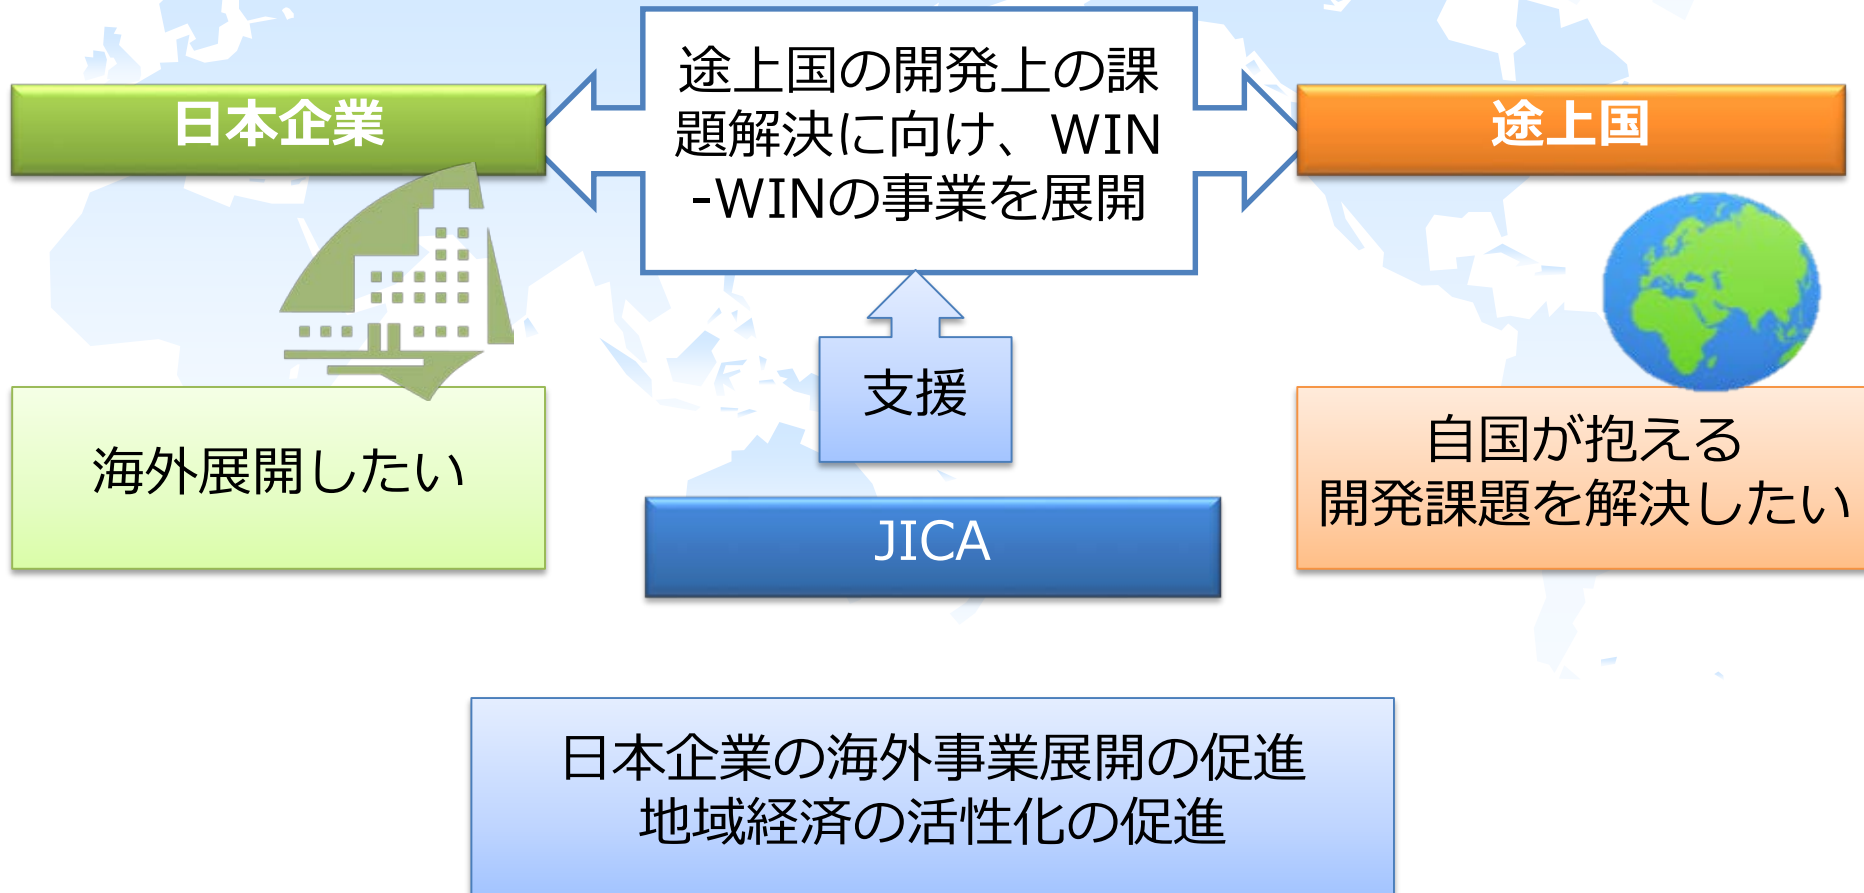 日本企業
途上国の開発上の課
題解決に向け、WIN
-WINの事業を展開
途上国
支援
海外展開したい
自国が抱える
開発課題を解決したい
JICA
日本企業の海外事業展開の促進
地域経済の活性化の促進